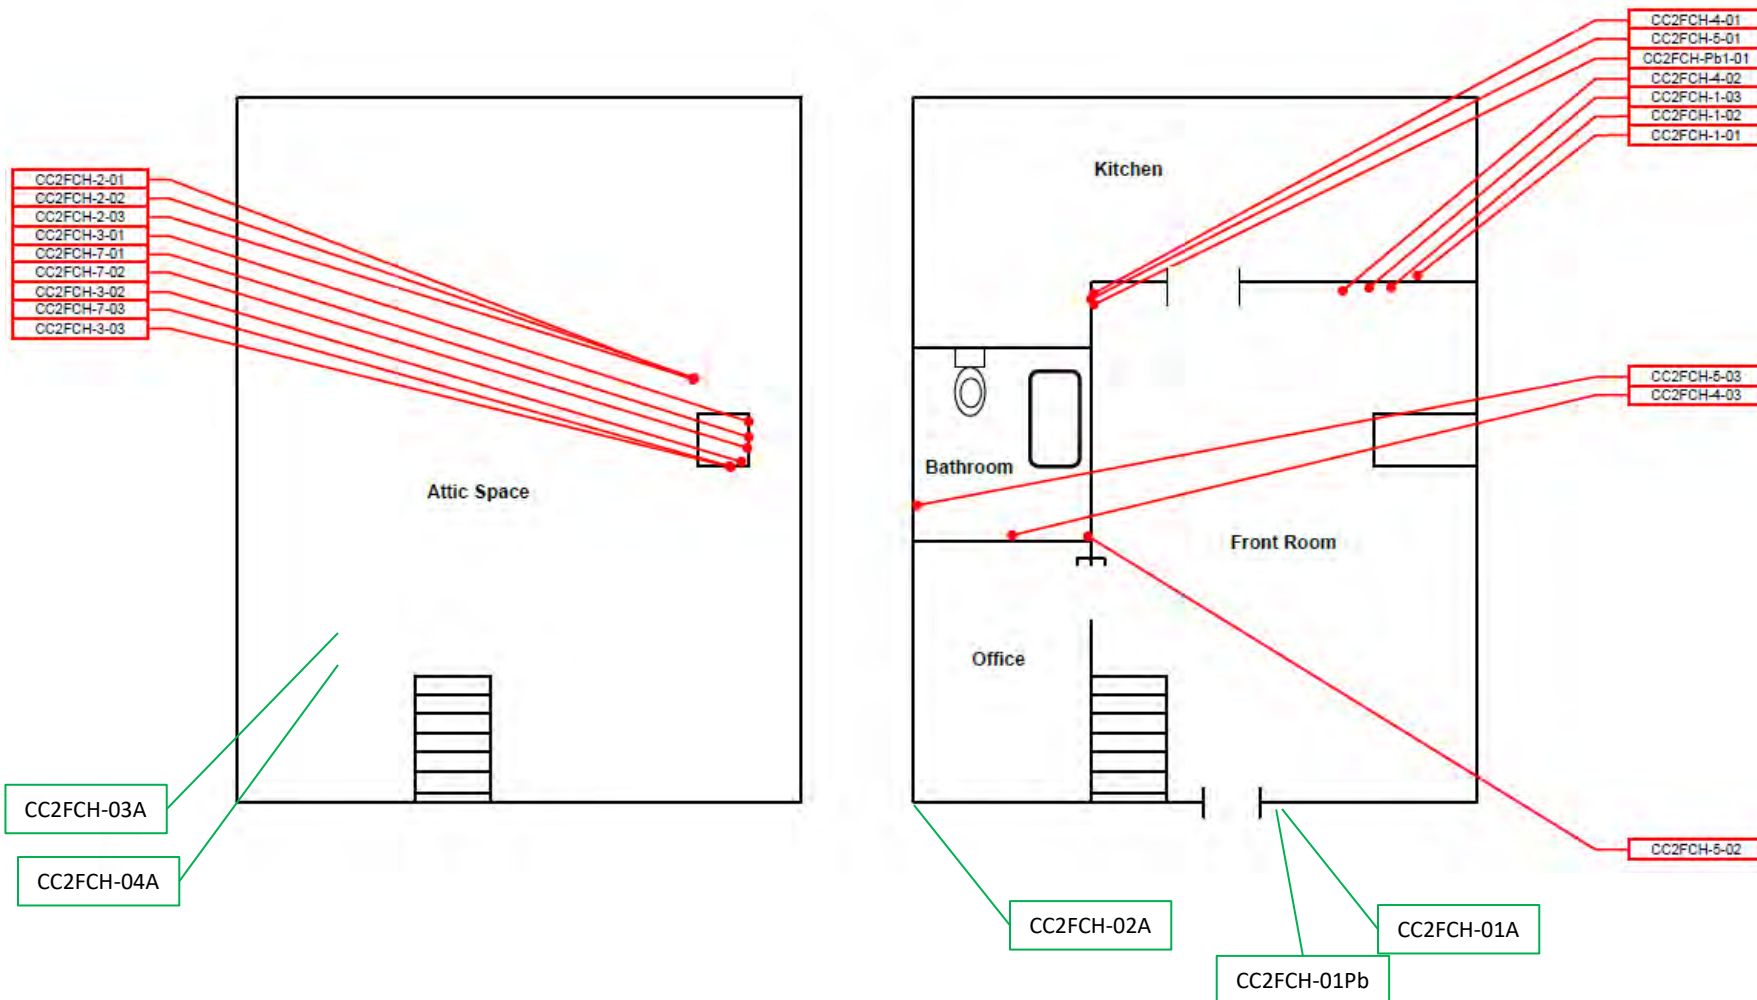 CC2FCH-4-01
CC2FCH-5-01
CC2FCH-Pb1-01
CC2FCH-4-02
CC2FCH-1-03
CC2FCH-1-02
CC2FCH-1-01
Kitchen
CC2FCH-2-01
CC2FCH-2-02
CC2FCH-2-03
CC2FCH-3-01
CC2FCH-7-01
CC2FCH-7-02
CC2FCH-3-02
CC2FCH-7-03
CC2FCH-3-03
CC2FCH-5-03
CC2FCH-4-03
Bathroom
Attic Space
Front Room
Office
CC2FCH-03A
CC2FCH-04A
CC2FCH-5-02
CC2FCH-02A
CC2FCH-01A
CC2FCH-01Pb